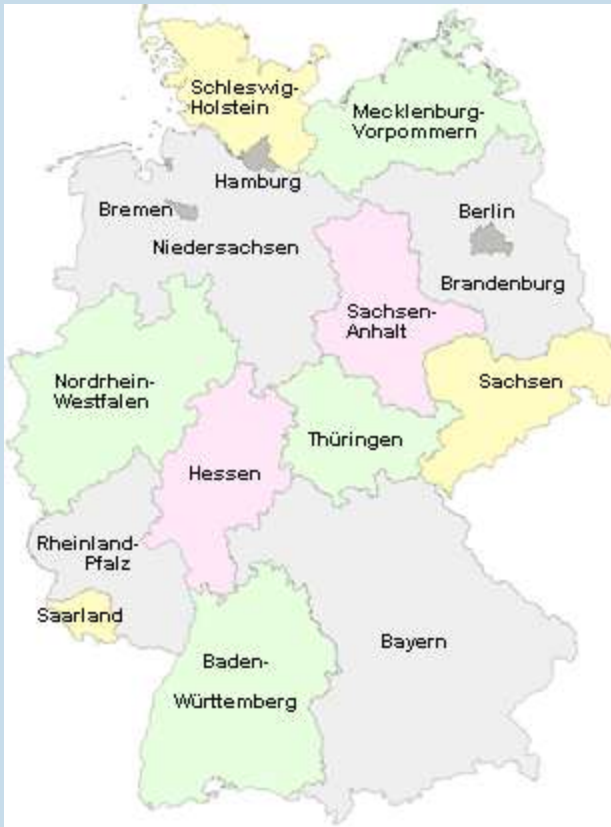 Schleswig-
Holstein
Mecklenburg-
Vorpommern
Hamburg
Bremen
Berlin
Niedersachsen
Brandenburg
Sachsen-
Anhalt
Nordrhein-
Westfalen
Sachsen
Thüringen
Hessen
Rheinland-
Pfalz
Saarland
Bayern
Baden-
Württemberg